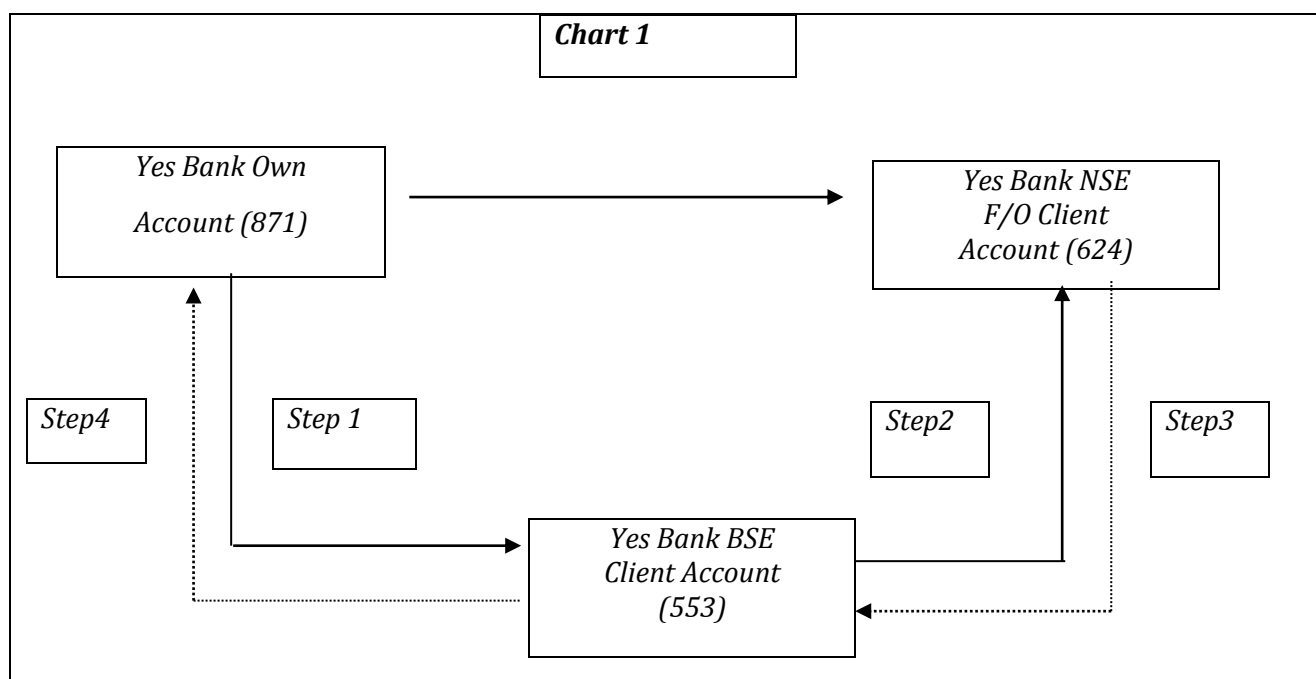 Chart 1
Yes Bank Own
Account (871)
Yes Bank NSE
F/O Client
Account (624)
Step4
Step 1
Step2
Step3
Yes Bank BSE
Client Account
(553)